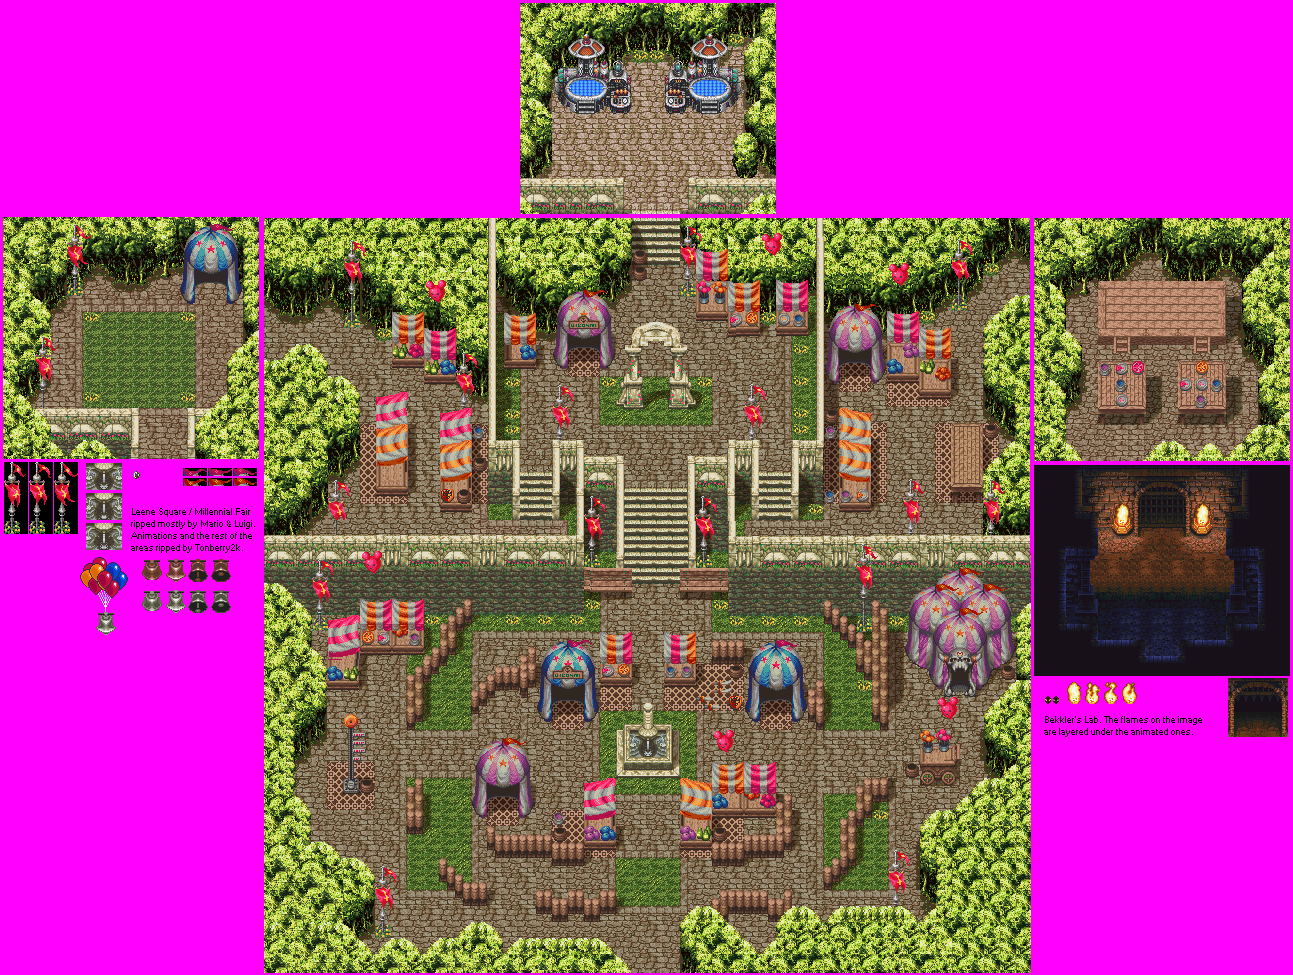 Leene Square / Millennial Fair
ripped mostly by Mario & Luigi.
Animations and the rest of the
areas ripped by Tonberry2k.
Bekkler's Lab. The flames on the image
are layered under the animated ones.